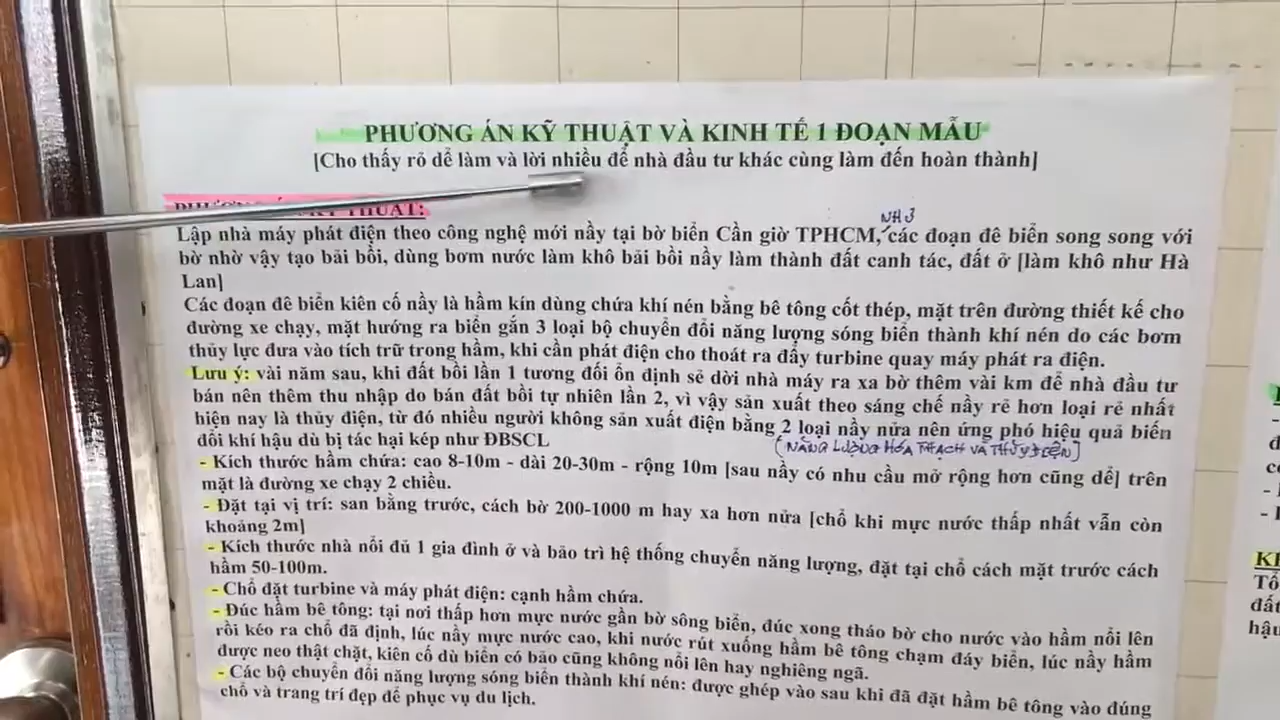 PHƯƠNG ÁN KỸ THUẬT VÀ KINH TẾ 1 ĐOẠN MẪU
[Cho thấy rỏ dể làm và lời nhiều để nhà đầu tư khác cùng làm đến hoàn thành]
PHƯƠNG ÁN KỸ THUẬT:
NHỜ
Lập nhà máy phát điện theo công nghệ mới nầy tại bờ biển Cần giờ TPHCM, các đoạn đê biển song song với
bờ nhờ vậy tạo bãi bồi, dùng bơm nước làm khô bãi bồi nầy làm thành đất canh tác, đất ở [làm khô như Hà
Lan]
Các đoạn đê biển kiên cố nầy là hầm kín dùng chứa khí nén bằng bê tông cốt thép, mặt trên đường thiết kế cho
đường xe chạy, mặt hướng ra biển gắn 3 loại bộ chuyển đổi năng lượng sóng biển thành khí nén do các bơm
thủy lực đưa vào tích trữ trong hầm, khi cần phát điện cho thoát ra đẩy turbine quay máy phát ra điện.
Lưu ý: vài năm sau, khi đất bồi lần 1 tương đối ổn định sẻ dời nhà máy ra xa bờ thêm vài km để nhà đầu tư
bán nên thêm thu nhập do bán đất bồi tự nhiên lần 2, vì vậy sản xuất theo sáng chế nầy rẻ hơn loại rẻ nhất
hiện nay là thủy điện, từ đó nhiều người không sản xuất điện bằng 2 loại nầy nửa nên ứng phó hiệu quả biến
đổi khí hậu dù bị tác hại kép như ĐBSCL
(NĂNG LƯỢNG HÓA THẠCH VÀ THỦY ĐIỆN)
- Kích thước hầm chứa: cao 8-10m - dài 20-30m - rộng 10m [sau nầy có nhu cầu mở rộng hơn cũng dể] trên
mặt là đường xe chạy 2 chiều.
- Đặt tại vị trí: san bằng trước, cách bờ 200-1000 m hay xa hơn nửa [chổ khi mực nước thấp nhất vẫn còn
khoảng 2m]
- Kích thước nhà nổi đủ 1 gia đình ở và bảo trì hệ thống chuyển năng lượng, đặt tại chổ cách mặt trước cách
hầm 50-100m.
- Chổ đặt turbine và máy phát điện: cạnh hầm chứa.
- Đúc hầm bê tông: tại nơi thấp hơn mực nước gần bờ sông biển, đúc xong tháo bờ cho nước vào hầm nổi lên
rồi kéo ra chổ đã định, lúc nầy mực nước cao, khi nước rút xuống hầm bê tông chạm đáy biển, lúc nầy hầm
được neo thật chặt, kiên cố dù biển có bảo cũng không nổi lên hay nghiêng ngã.
- Các bộ chuyển đổi năng lượng sóng biển thành khí nén: được ghép vào sau khi đã đặt hầm bê tông vào đúng
chổ và trang trí đẹp để phục vụ du lịch.
KI
Tổ
đất
hậu